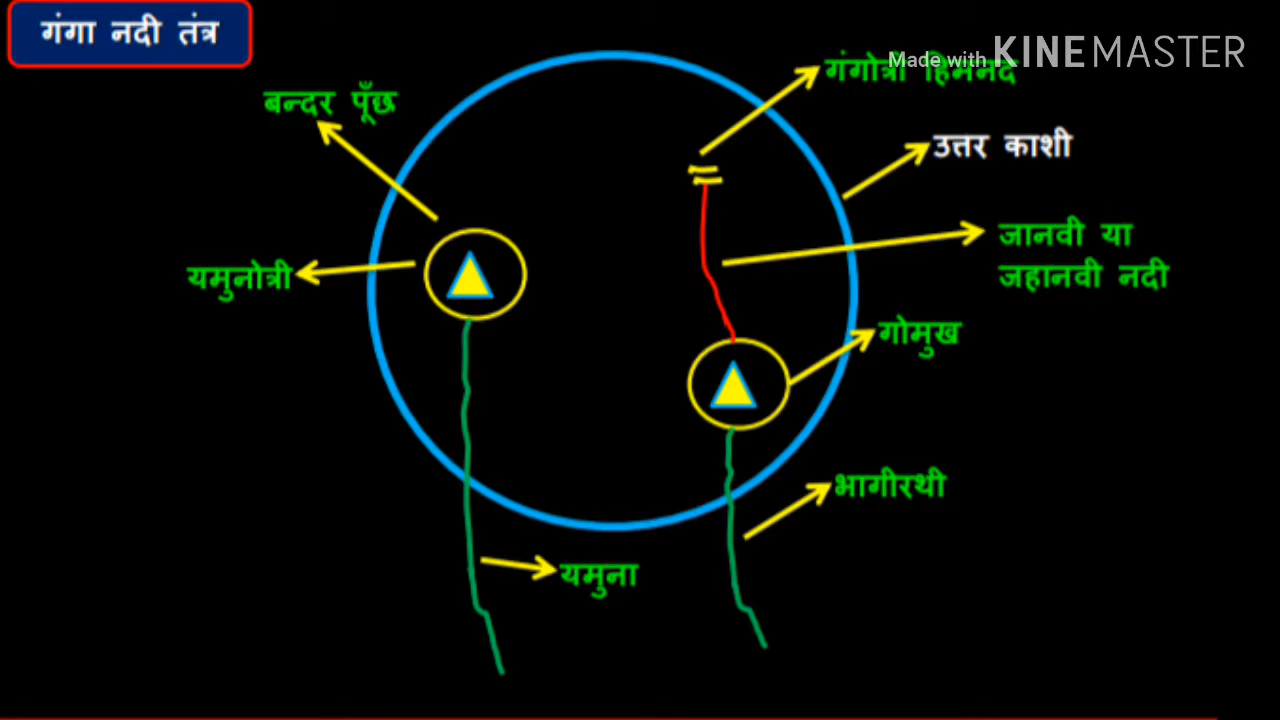 गंगा नदी तंत्र
Made with KINEMASTER
गंगोत्री हिमनद
बन्दर पूँछ
उत्तर काशी
जानवी या
जहानवी नदी
यमुनोत्री
गोमुख
भागीरथी
यमुना